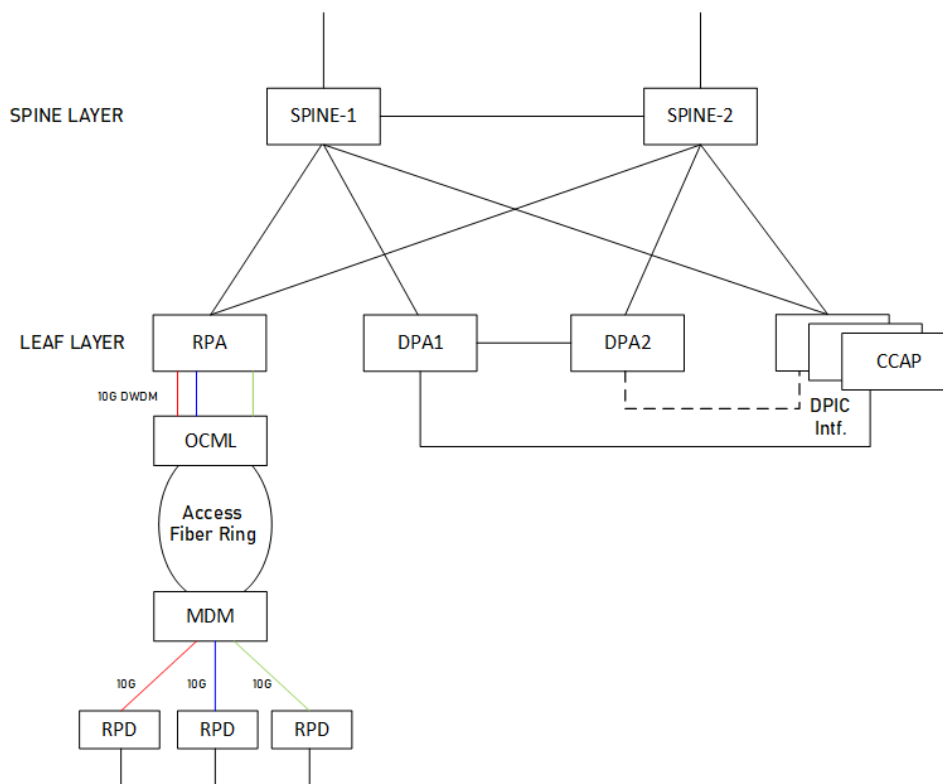 SPINE LAYER
SPINE-1
SPINE-2
LEAF LAYER
RPA
DPA1
DPA2
CCAP
10G DWDM
DPIC
Intf.
OCML
Access
Fiber Ring
MDM
10G
10G
10G
RPD
RPD
RPD